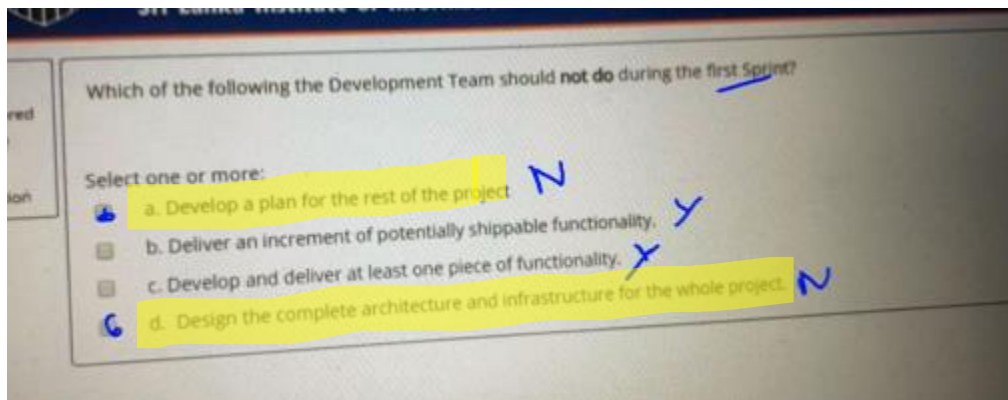 Which of the following the Development Team should not do during the first Sprint?
Select one or more:
a. Develop a plan for the rest of the project N
b. Deliver an increment of potentially shippable functionality. Y
c. Develop and deliver at least one piece of functionality. Y
d. Design the complete architecture and infrastructure for the whole project. N